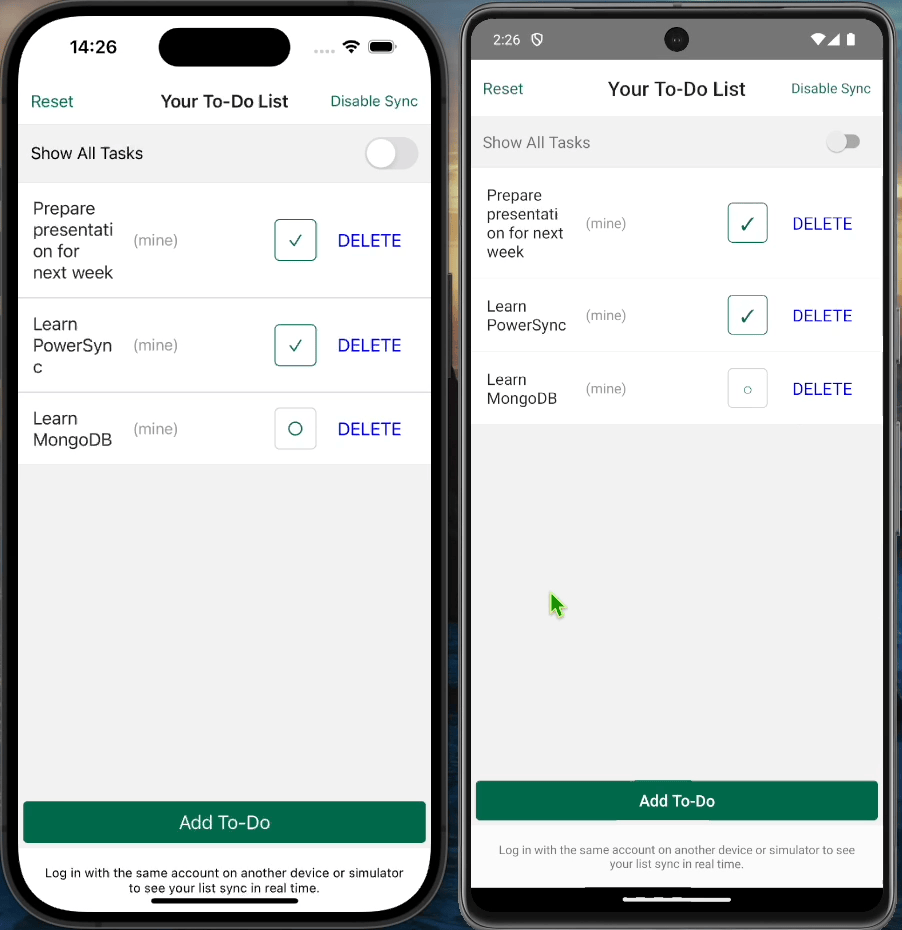 14:26
Reset
Your To-Do List
Disable Sync
Show All Tasks
Prepare
presentati
on for
next week
(mine)
✓
DELETE
Learn
PowerSyn
c
(mine)
✓
DELETE
Learn
MongoDB
(mine)
DELETE
Add To-Do
Log in with the same account on another device or simulator
to see your list sync in real time.
2:26
Reset
Your To-Do List
Disable Sync
Show All Tasks
Prepare
presentati
on for next
week
(mine)
✓
DELETE
Learn
PowerSync
(mine)
✓
DELETE
Learn
MongoDB
(mine)
DELETE
Add To-Do
Log in with the same account on another device or simulator to see
your list sync in real time.